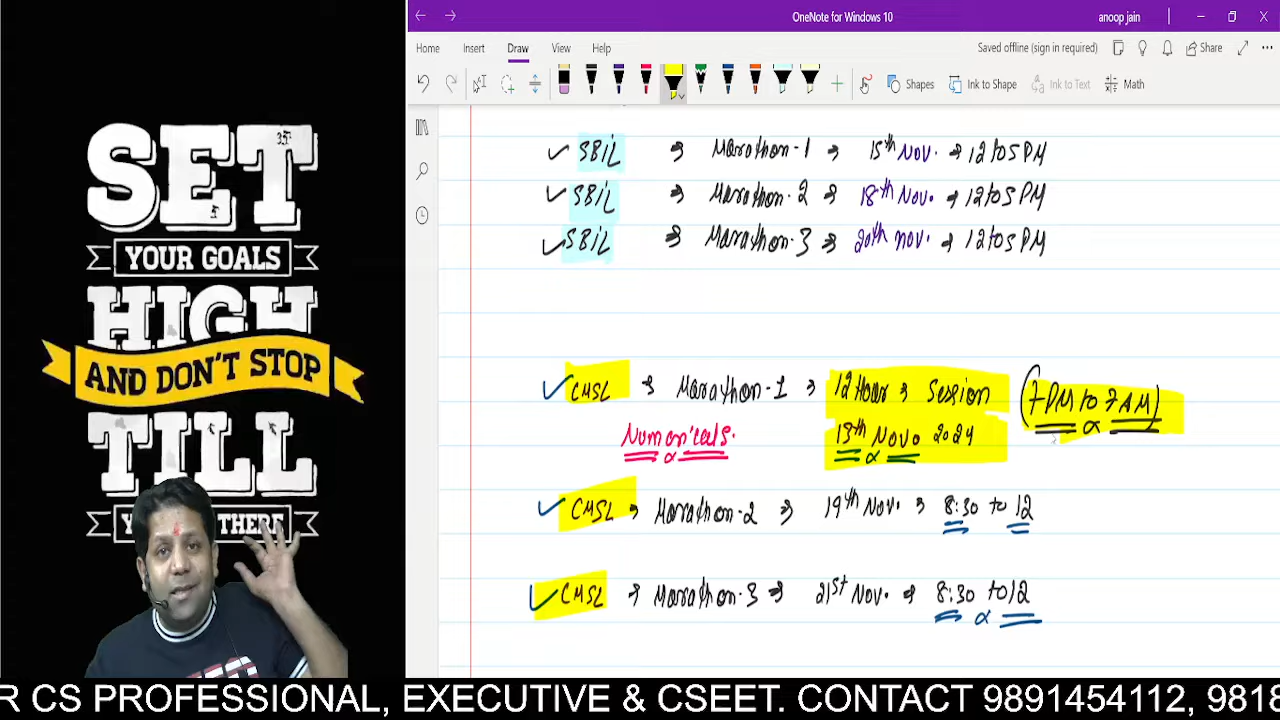 OneNote for Windows 10
anoop jain
Home Insert Draw View Help
Saved offline (sign in required)
Share
Shapes
Ink to Shape
Ink to Text
Math
SET
YOUR GOALS
HIGH
AND DON'T STOP
TILL
THERE
✓ SBIL ⇒ Marathon-1 ⇒ 15th Nov. ⇒ 12 to 5 PM
✓ SBIL ⇒ Marathon-2 ⇒ 18th Nov. ⇒ 12 to 5 PM
✓ SBIL ⇒ Marathon-3 ⇒ 20th Nov. ⇒ 12 to 5 PM
✓ CMSL ⇒ Marathon-1 ⇒ 12 Hour ⇒ Session (7 PM to 7 AM)
Numericals. 13th Nov. 2024
✓ CMSL ⇒ Marathon-2 ⇒ 19th Nov. ⇒ 8:30 to 12
✓ CMSL ⇒ Marathon-3 ⇒ 21st Nov. ⇒ 8:30 to 12
R CS PROFESSIONAL, EXECUTIVE & CSEET. CONTACT 9891454112, 9818